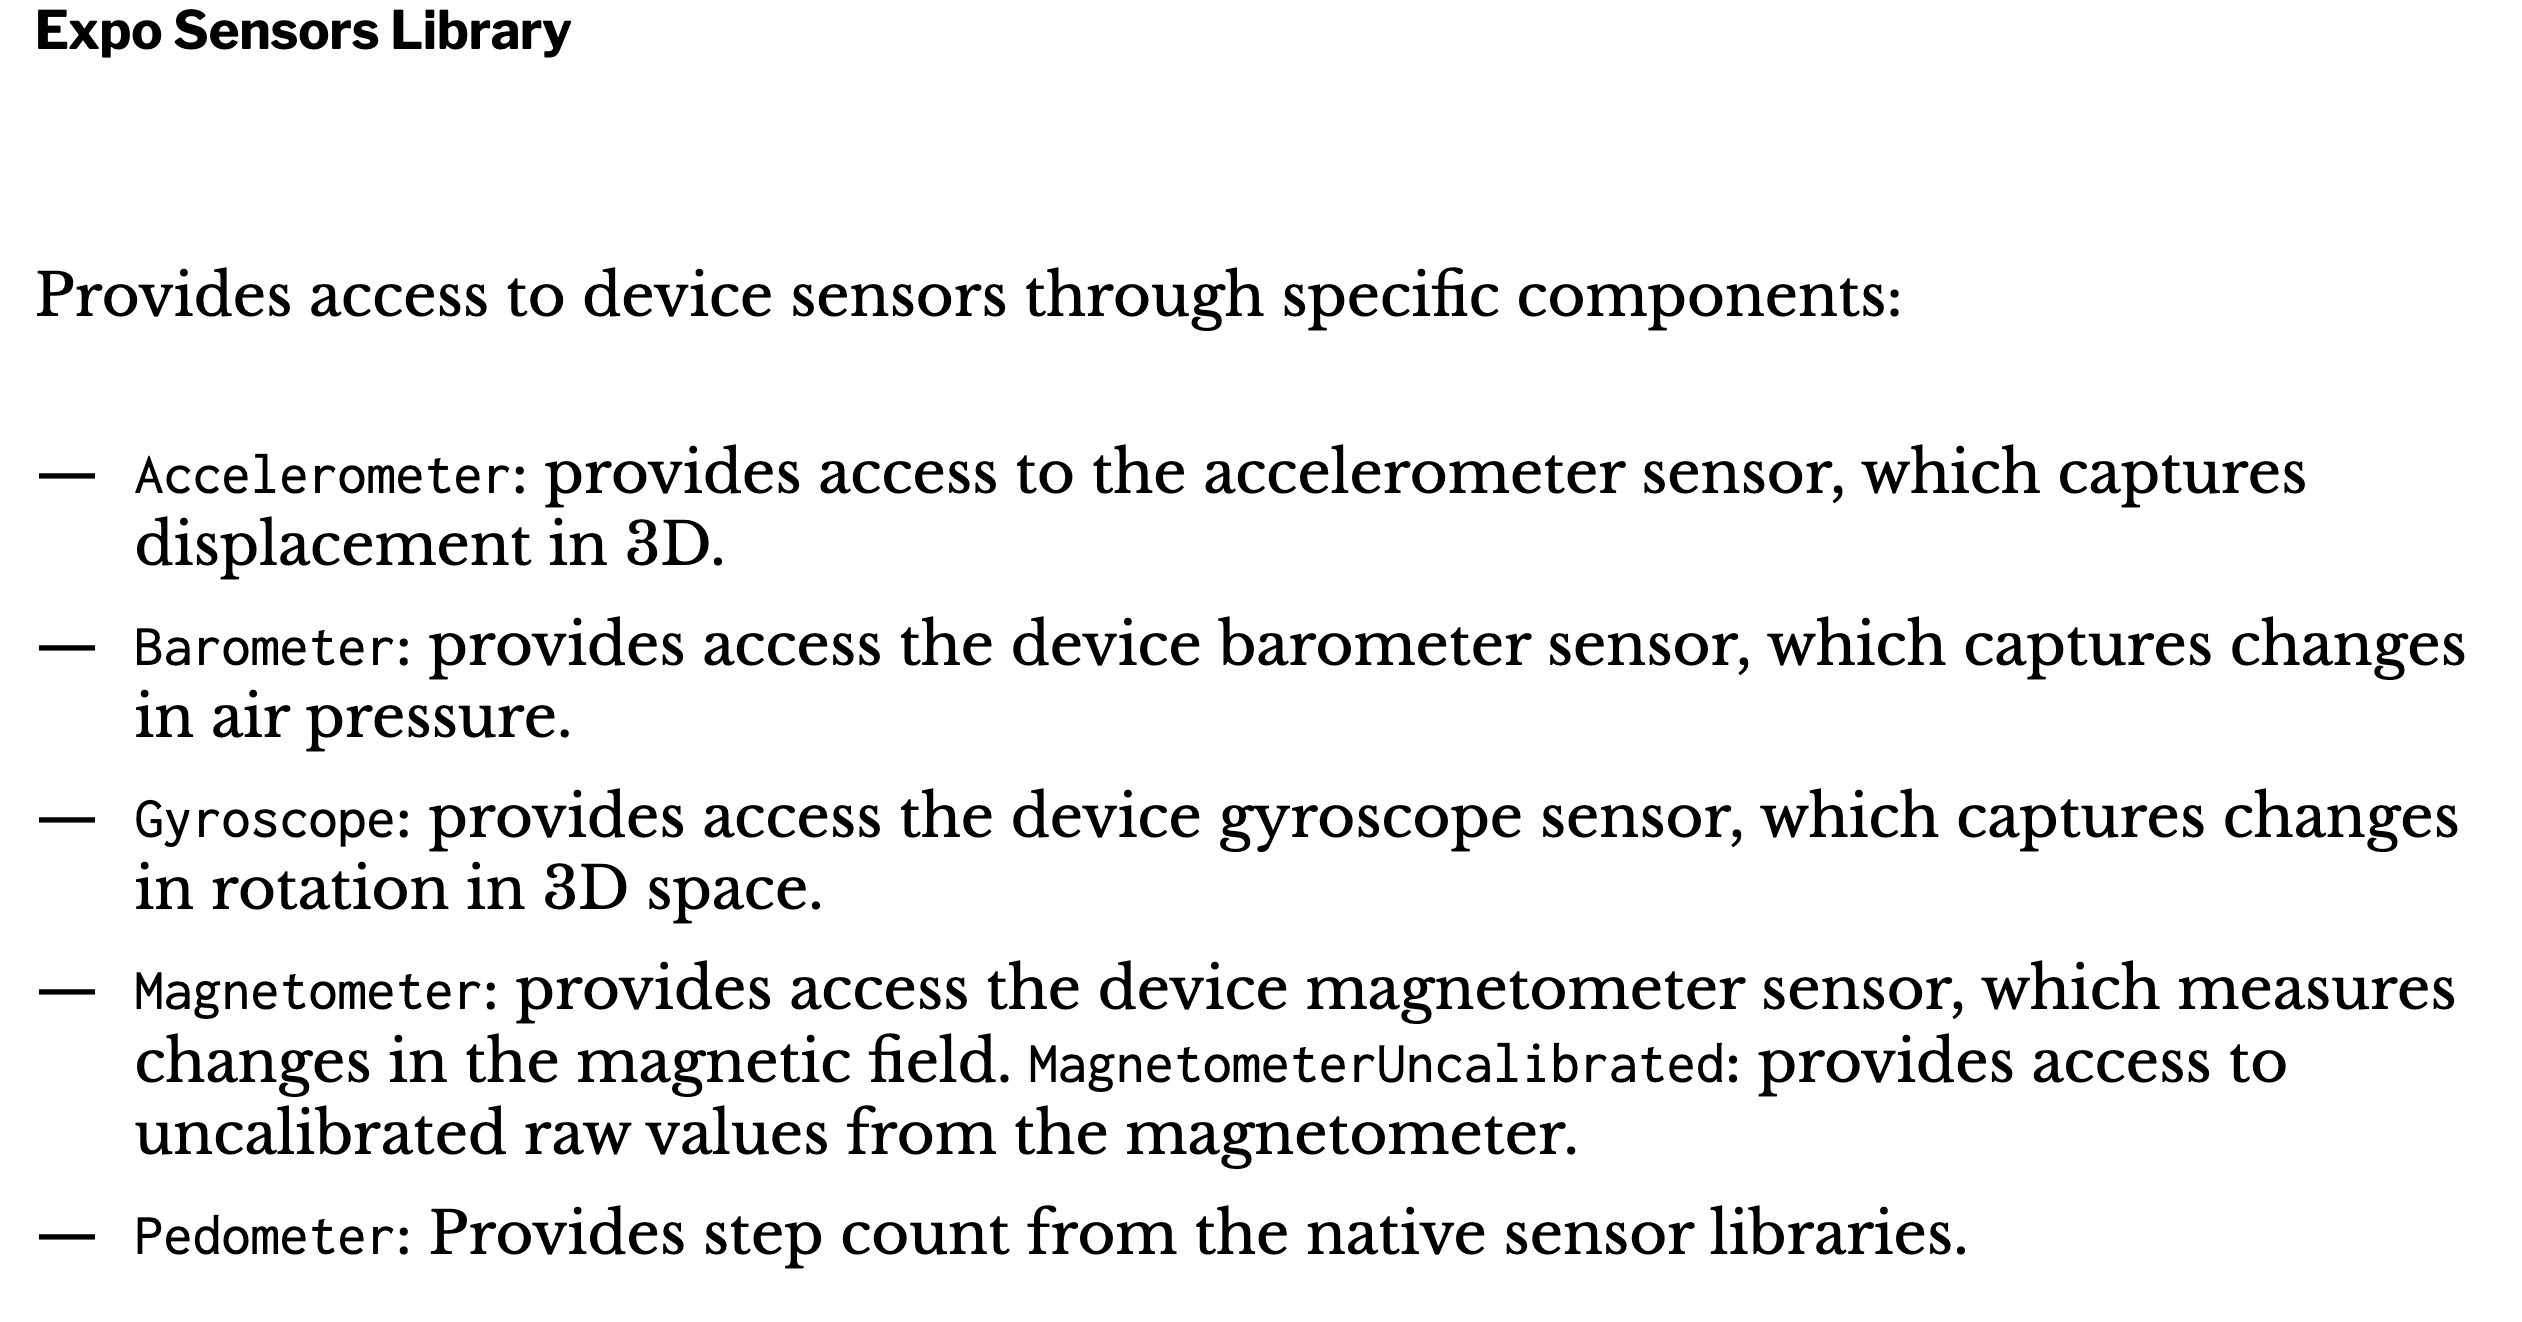 Expo Sensors Library
Provides access to device sensors through specific components:
— Accelerometer: provides access to the accelerometer sensor, which captures
displacement in 3D.
— Barometer: provides access the device barometer sensor, which captures changes
in air pressure.
— Gyroscope: provides access the device gyroscope sensor, which captures changes
in rotation in 3D space.
— Magnetometer: provides access the device magnetometer sensor, which measures
changes in the magnetic field. MagnetometerUncalibrated: provides access to
uncalibrated raw values from the magnetometer.
— Pedometer: Provides step count from the native sensor libraries.